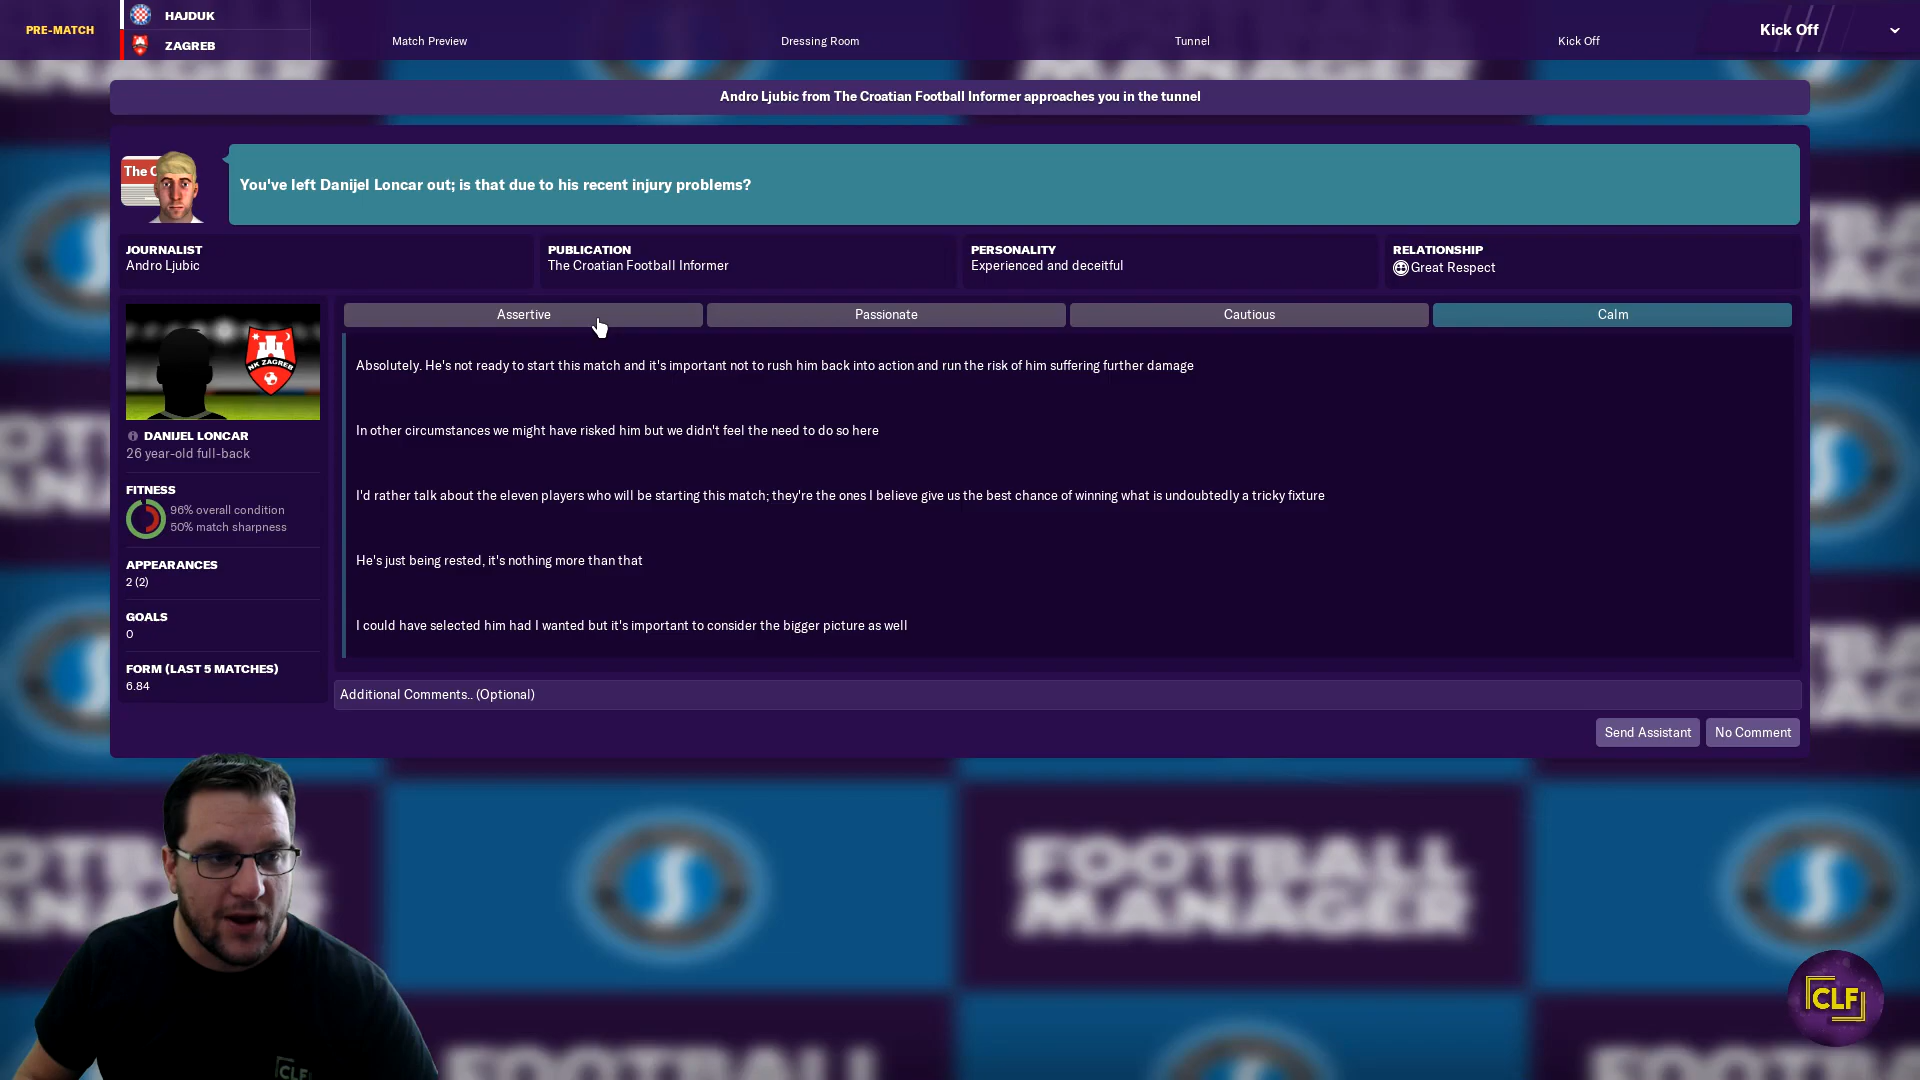 PRE-MATCH
HAJDUK
ZAGREB
Match Preview
Dressing Room
Tunnel
Kick Off
Kick Off
Andro Ljubic from The Croatian Football Informer approaches you in the tunnel
The C
You've left Danijel Loncar out; is that due to his recent injury problems?
JOURNALIST
Andro Ljubic
PUBLICATION
The Croatian Football Informer
PERSONALITY
Experienced and deceitful
RELATIONSHIP
Great Respect
Assertive
Passionate
Cautious
Calm
NK ZAGREB
DANIJEL LONCAR
26 year-old full-back
FITNESS
96% overall condition
50% match sharpness
APPEARANCES
2 (2)
GOALS
0
FORM (LAST 5 MATCHES)
6.84
Absolutely. He's not ready to start this match and it's important not to rush him back into action and run the risk of him suffering further damage
In other circumstances we might have risked him but we didn't feel the need to do so here
I'd rather talk about the eleven players who will be starting this match; they're the ones I believe give us the best chance of winning what is undoubtedly a tricky fixture
He's just being rested, it's nothing more than that
I could have selected him had I wanted but it's important to consider the bigger picture as well
Additional Comments.. (Optional)
Send Assistant
No Comment
FOOTBALL
MANAGER
CLF
CLF
FOOTBALL